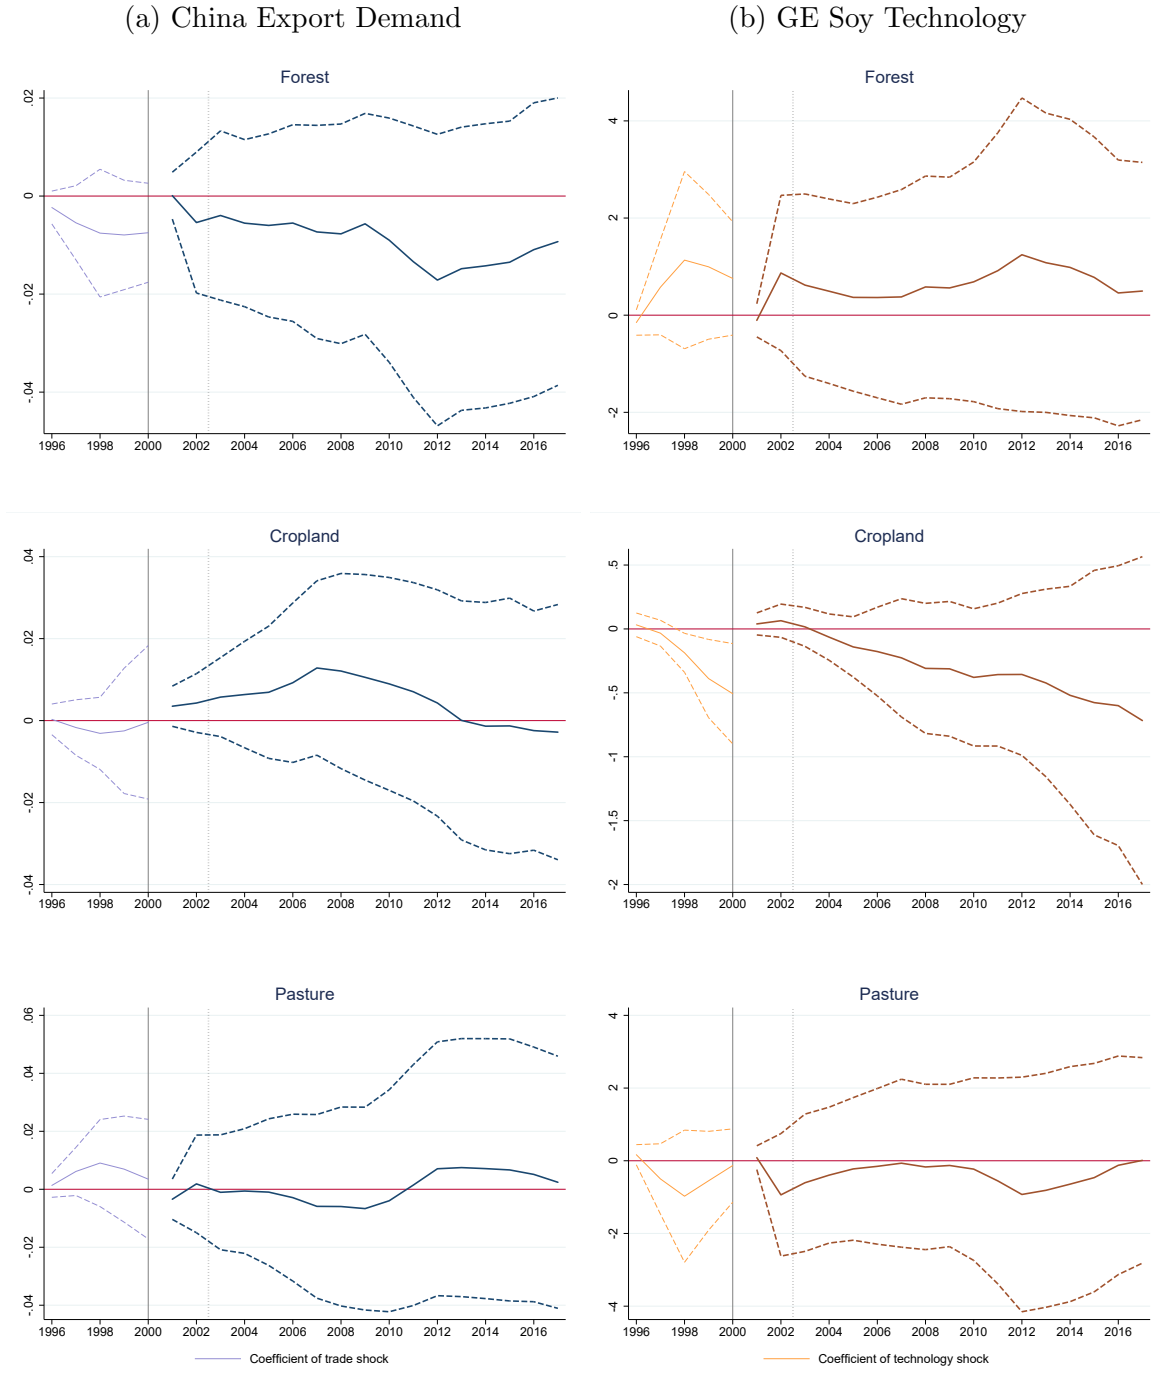 (a) China Export Demand
(b) GE Soy Technology
Forest
.02
0
-.02
-.04
1996 1998 2000 2002 2004 2006 2008 2010 2012 2014 2016
Forest
4
2
0
-2
1996 1998 2000 2002 2004 2006 2008 2010 2012 2014 2016
Cropland
.04
.02
0
-.02
-.04
1996 1998 2000 2002 2004 2006 2008 2010 2012 2014 2016
Cropland
.5
0
-.5
-1
-1.5
-2
1996 1998 2000 2002 2004 2006 2008 2010 2012 2014 2016
Pasture
.06
.04
.02
0
-.02
-.04
1996 1998 2000 2002 2004 2006 2008 2010 2012 2014 2016
Coefficient of trade shock
Pasture
4
2
0
-2
-4
1996 1998 2000 2002 2004 2006 2008 2010 2012 2014 2016
Coefficient of technology shock